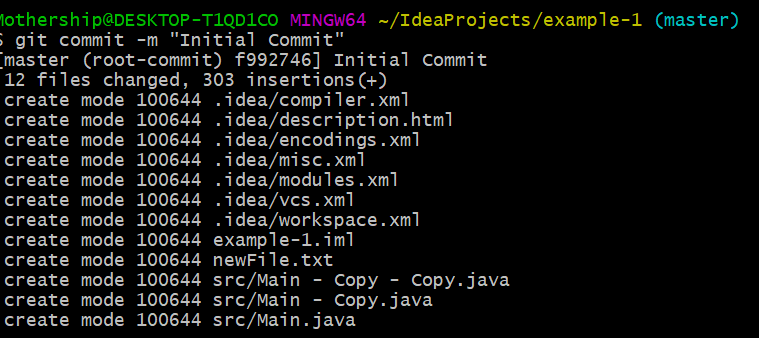 Mothership@DESKTOP-T1QD1CO MINGW64 ~/IdeaProjects/example-1 (master)
$ git commit -m "Initial Commit"
[master (root-commit) f992746] Initial Commit
 12 files changed, 303 insertions(+)
 create mode 100644 .idea/compiler.xml
 create mode 100644 .idea/description.html
 create mode 100644 .idea/encodings.xml
 create mode 100644 .idea/misc.xml
 create mode 100644 .idea/modules.xml
 create mode 100644 .idea/vcs.xml
 create mode 100644 .idea/workspace.xml
 create mode 100644 example-1.iml
 create mode 100644 newFile.txt
 create mode 100644 src/Main - Copy - Copy.java
 create mode 100644 src/Main - Copy.java
 create mode 100644 src/Main.java